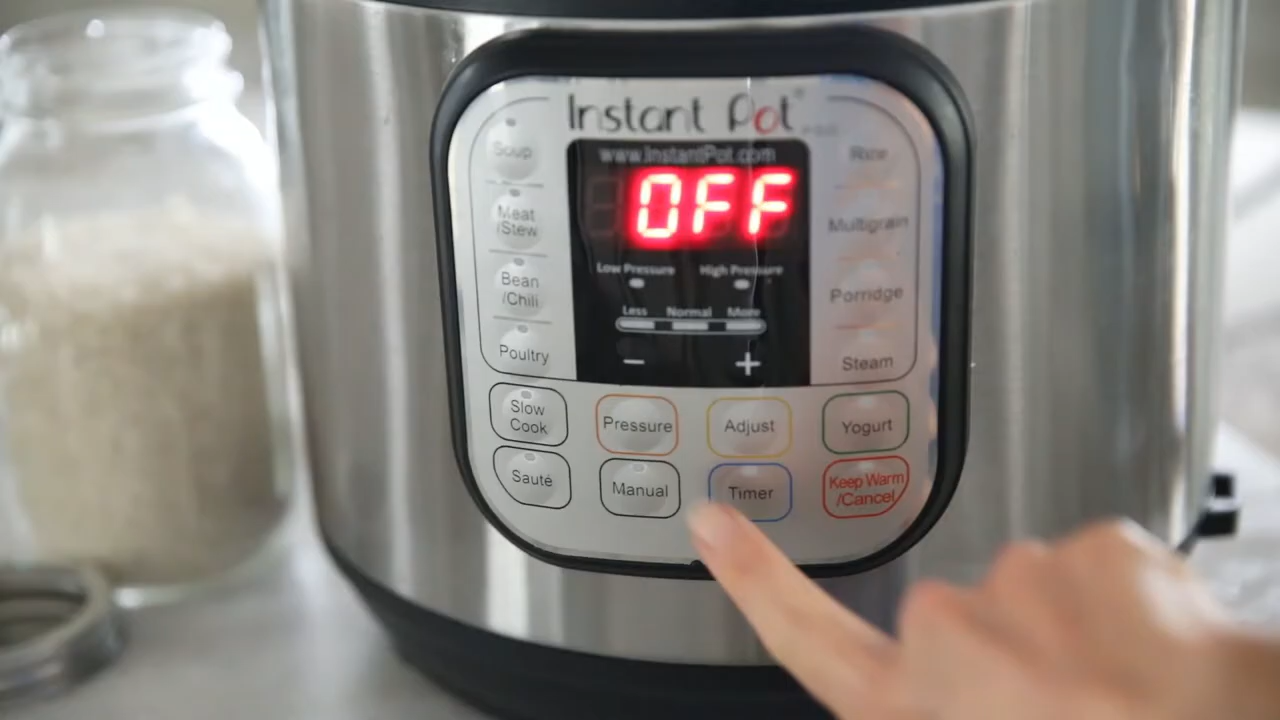 Instant Pot
www.InstantPot.com
OFF
Low Pressure High Pressure
Less Normal More
− +
Soup
Meat
/Stew
Bean
/Chili
Poultry
Rice
Multigrain
Porridge
Steam
Slow
Cook
Pressure
Adjust
Yogurt
Sauté
Manual
Timer
Keep Warm
/Cancel